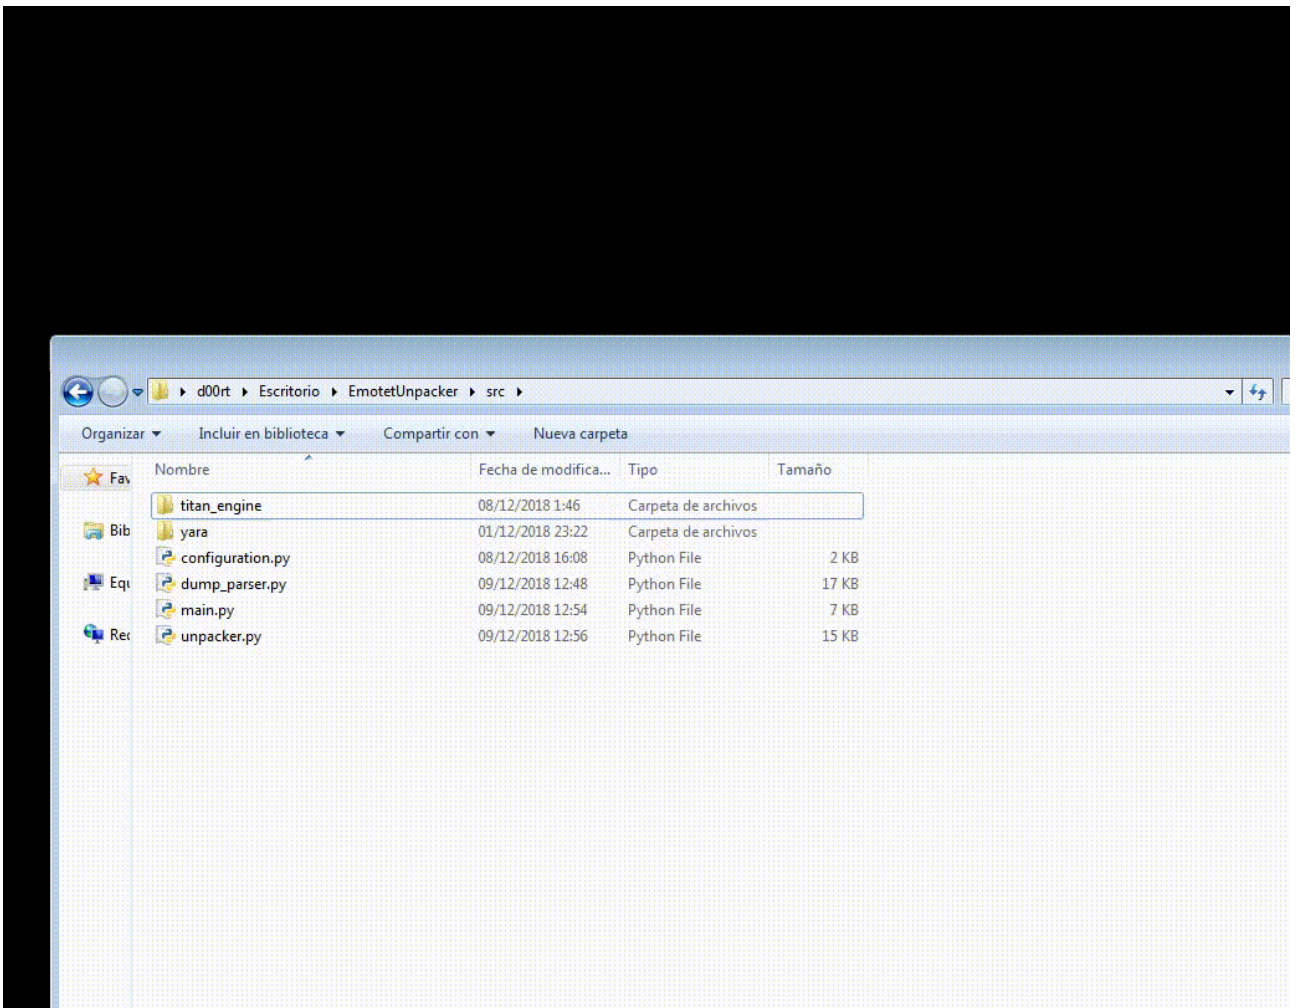 d00rt Escritorio EmotetUnpacker src
Organizar Incluir en biblioteca Compartir con Nueva carpeta
Nombre Fecha de modifica... Tipo Tamaño
Fav
titan_engine 08/12/2018 1:46 Carpeta de archivos
Bib
yara 01/12/2018 23:22 Carpeta de archivos
configuration.py 08/12/2018 16:08 Python File 2 KB
Equ
dump_parser.py 09/12/2018 12:48 Python File 17 KB
main.py 09/12/2018 12:54 Python File 7 KB
Rec
unpacker.py 09/12/2018 12:56 Python File 15 KB